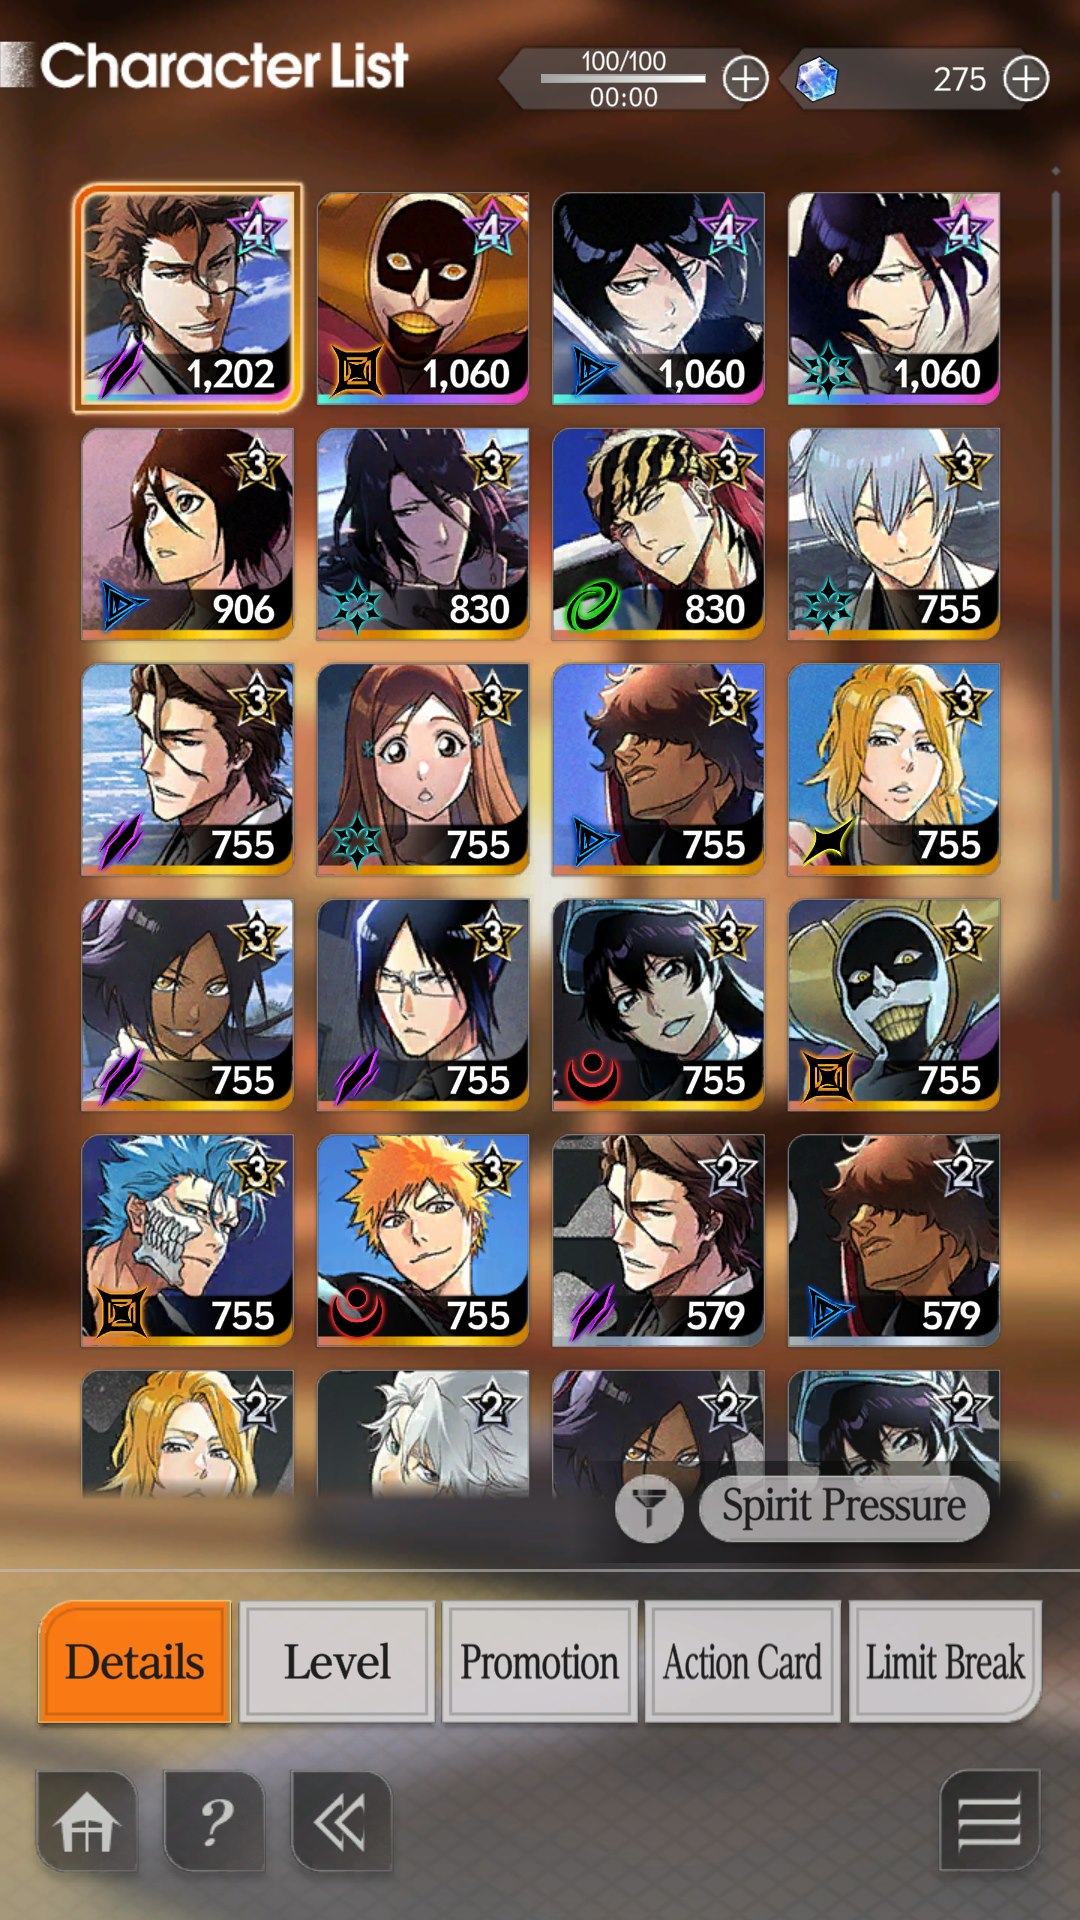 Character List
100/100
00:00
275
4 4 4 4
1,202 1,060 1,060 1,060
3 3 3 3
906 830 830 755
3 3 3 3
755 755 755 755
3 3 3 3
755 755 755 755
3 3 2 2
755 755 579 579
2 2 2 2
Spirit Pressure
Details Level Promotion Action Card Limit Break
?